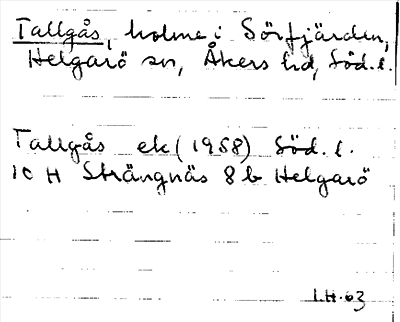 Tallgås, holme i Sörfjärden,
Helgarö sn, Åkers hd, Söd.l.
Tallgås ek (1958) Söd. l.
10 H Strängnäs 8 b Helgarö
I.H. 63